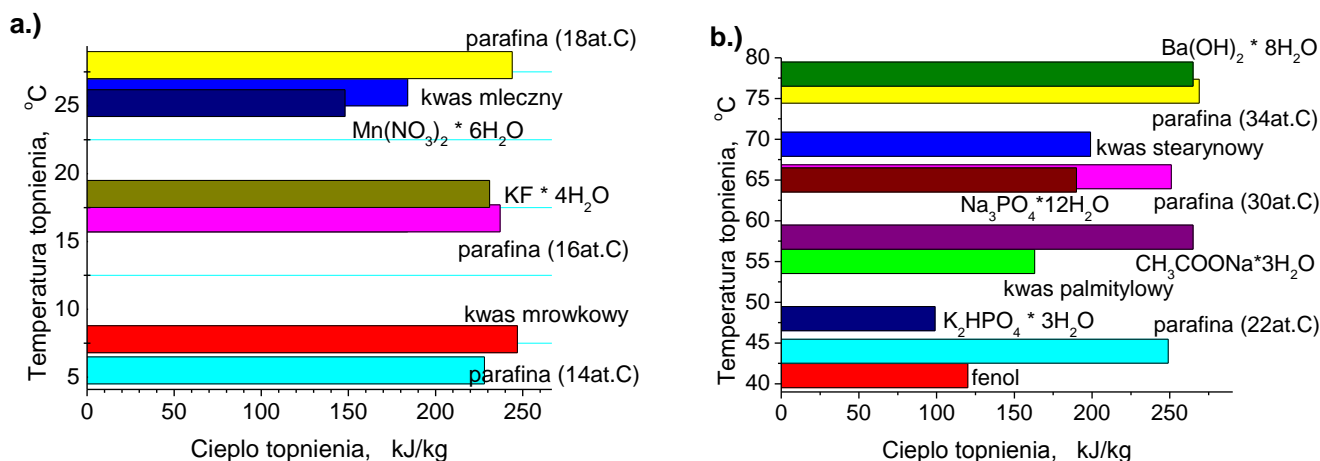 a.)
parafina (18at.C)
kwas mleczny
Mn(NO3)2 * 6H2O
KF * 4H2O
parafina (16at.C)
kwas mrowkowy
parafina (14at.C)
25
20
15
10
5
Temperatura topnienia, °C
0 50 100 150 200 250
Cieplo topnienia, kJ/kg
b.)
Ba(OH)2 * 8H2O
parafina (34at.C)
kwas stearynowy
Na3PO4*12H2O
parafina (30at.C)
CH3COONa*3H2O
kwas palmitylowy
K2HPO4 * 3H2O
parafina (22at.C)
fenol
80
75
70
65
60
55
50
45
40
Temperatura topnienia, °C
0 50 100 150 200 250
Cieplo topnienia, kJ/kg